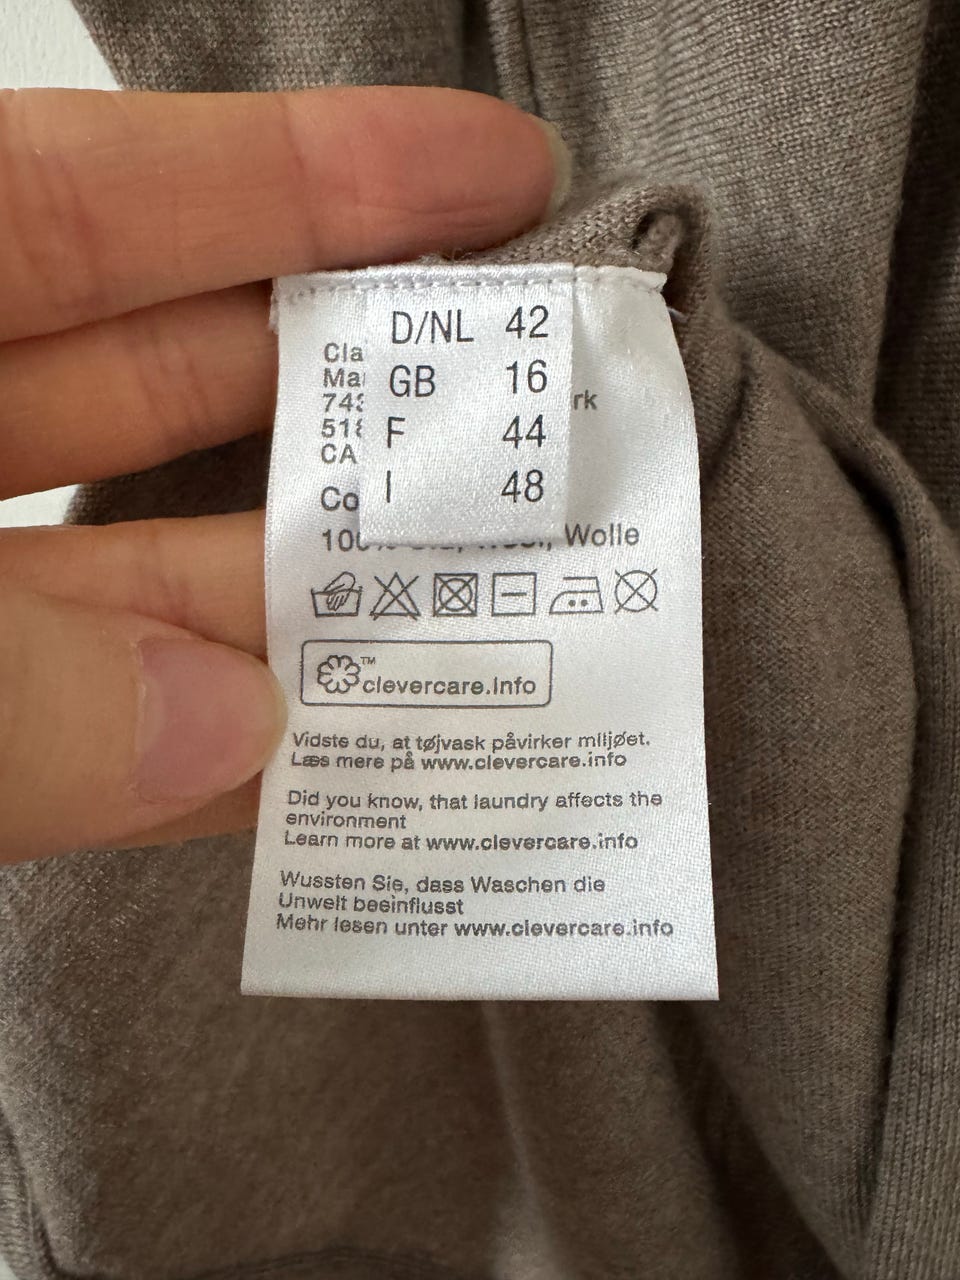 D/NL 42
GB 16
F 44
I 48
rk
Wolle
™
clevercare.info
Vidste du, at tøjvask påvirker miljøet.
Læs mere på www.clevercare.info
Did you know, that laundry affects the
environment
Learn more at www.clevercare.info
Wussten Sie, dass Waschen die
Unwelt beeinflusst
Mehr lesen unter www.clevercare.info